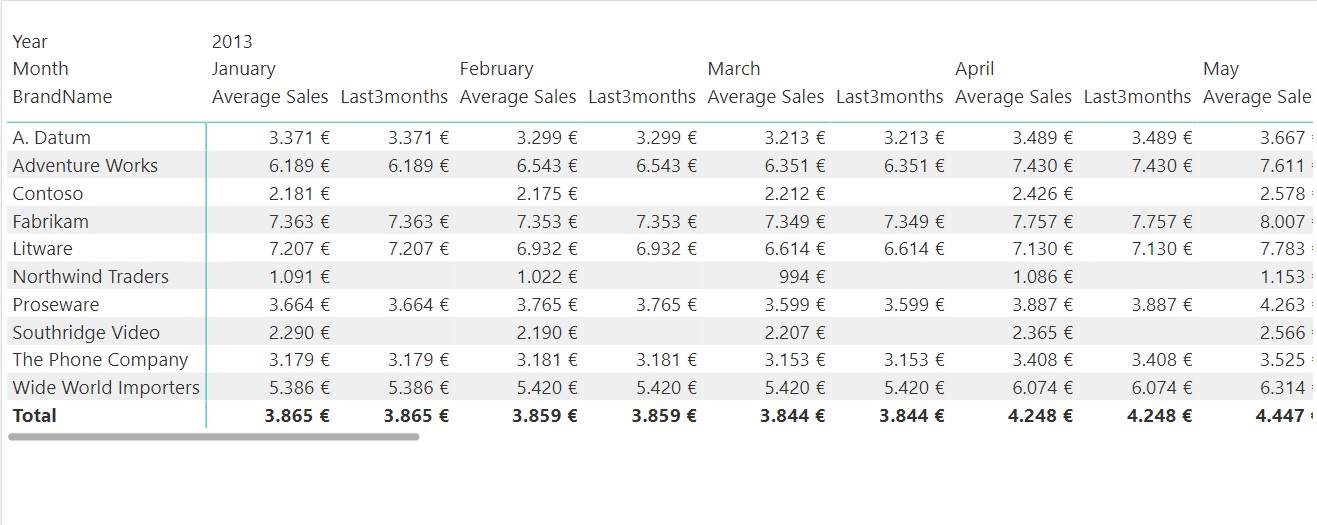 Year 2013
Month January February March April May
BrandName Average Sales Last3months Average Sales Last3months Average Sales Last3months Average Sales Last3months Average Sale
A. Datum 3.371 € 3.371 € 3.299 € 3.299 € 3.213 € 3.213 € 3.489 € 3.489 € 3.667
Adventure Works 6.189 € 6.189 € 6.543 € 6.543 € 6.351 € 6.351 € 7.430 € 7.430 € 7.611
Contoso 2.181 € 2.175 € 2.212 € 2.426 € 2.578
Fabrikam 7.363 € 7.363 € 7.353 € 7.353 € 7.349 € 7.349 € 7.757 € 7.757 € 8.007
Litware 7.207 € 7.207 € 6.932 € 6.932 € 6.614 € 6.614 € 7.130 € 7.130 € 7.783
Northwind Traders 1.091 € 1.022 € 994 € 1.086 € 1.153
Proseware 3.664 € 3.664 € 3.765 € 3.765 € 3.599 € 3.599 € 3.887 € 3.887 € 4.263
Southridge Video 2.290 € 2.190 € 2.207 € 2.365 € 2.566
The Phone Company 3.179 € 3.179 € 3.181 € 3.181 € 3.153 € 3.153 € 3.408 € 3.408 € 3.525
Wide World Importers 5.386 € 5.386 € 5.420 € 5.420 € 5.420 € 5.420 € 6.074 € 6.074 € 6.314
Total 3.865 € 3.865 € 3.859 € 3.859 € 3.844 € 3.844 € 4.248 € 4.248 € 4.447